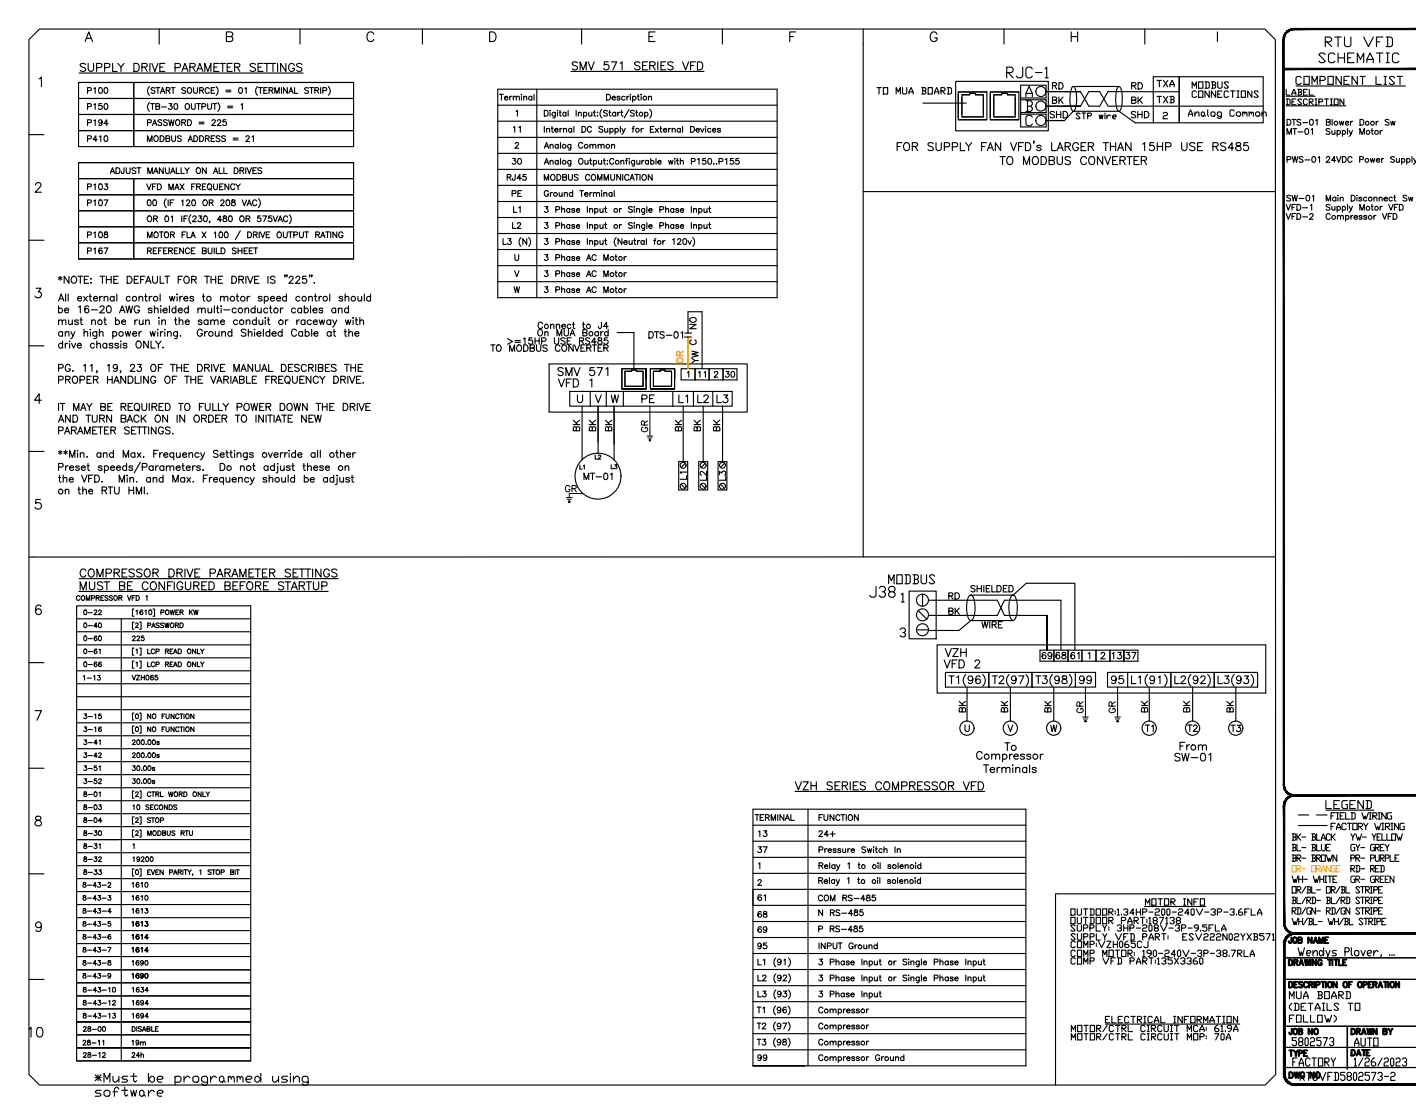 A B C D E F G H I
1
2
3
4
5
6
7
8
9
10
SUPPLY DRIVE PARAMETER SETTINGS
P100 (START SOURCE) = 01 (TERMINAL STRIP)
P150 (TB-30 OUTPUT) = 1
P194 PASSWORD = 225
P410 MODBUS ADDRESS = 21
ADJUST MANUALLY ON ALL DRIVES
P103 VFD MAX FREQUENCY
P107 00 (IF 120 OR 208 VAC)
OR 01 IF(230, 480 OR 575VAC)
P108 MOTOR FLA X 100 / DRIVE OUTPUT RATING
P167 REFERENCE BUILD SHEET
*NOTE: THE DEFAULT FOR THE DRIVE IS "225".
All external control wires to motor speed control should
be 16-20 AWG shielded multi-conductor cables and
must not be run in the same conduit or raceway with
any high power wiring. Ground Shielded Cable at the
drive chassis ONLY.
PG. 11, 19, 23 OF THE DRIVE MANUAL DESCRIBES THE
PROPER HANDLING OF THE VARIABLE FREQUENCY DRIVE.
IT MAY BE REQUIRED TO FULLY POWER DOWN THE DRIVE
AND TURN BACK ON IN ORDER TO INITIATE NEW
PARAMETER SETTINGS.
**Min. and Max. Frequency Settings override all other
Preset speeds/Parameters. Do not adjust these on
the VFD. Min. and Max. Frequency should be adjust
on the RTU HMI.
SMV 571 SERIES VFD
Terminal Description
1 Digital Input:(Start/Stop)
11 Internal DC Supply for External Devices
2 Analog Common
30 Analog Output:Configurable with P150..P155
RJ45 MODBUS COMMUNICATION
PE Ground Terminal
L1 3 Phase Input or Single Phase Input
L2 3 Phase Input or Single Phase Input
L3 (N) 3 Phase Input (Neutral for 120v)
U 3 Phase AC Motor
V 3 Phase AC Motor
W 3 Phase AC Motor
Connect to J4
On MUA Board
>=15HP USE RS485
TO MODBUS CONVERTER
DTS-01
NO
C
OR
YW
SMV 571
VFD 1
1 11 2 30
U V W PE L1 L2 L3
BK BK BK GR BK BK BK
L1 L2 L3
MT-01
GR
L1 L2 L3
RJC-1
TO MUA BOARD
A RD RD TXA
B BK BK TXB
C SHD STP wire SHD 2 Analog Common
MODBUS
CONNECTIONS
FOR SUPPLY FAN VFD's LARGER THAN 15HP USE RS485
TO MODBUS CONVERTER
COMPRESSOR DRIVE PARAMETER SETTINGS
MUST BE CONFIGURED BEFORE STARTUP
COMPRESSOR VFD 1
0-22 [1610] POWER KW
0-40 [2] PASSWORD
0-60 225
0-61 [1] LCP READ ONLY
0-66 [1] LCP READ ONLY
1-13 VZH065
3-15 [0] NO FUNCTION
3-16 [0] NO FUNCTION
3-41 200.00s
3-42 200.00s
3-51 30.00s
3-52 30.00s
8-01 [2] CTRL WORD ONLY
8-03 10 SECONDS
8-04 [2] STOP
8-30 [2] MODBUS RTU
8-31 1
8-32 19200
8-33 [0] EVEN PARITY, 1 STOP BIT
8-43-2 1610
8-43-3 1610
8-43-4 1613
8-43-5 1613
8-43-6 1614
8-43-7 1614
8-43-8 1690
8-43-9 1690
8-43-10 1634
8-43-12 1694
8-43-13 1694
28-00 DISABLE
28-11 19m
28-12 24h
*Must be programmed using
software
MODBUS
J38
1
3
RD
BK
SHIELDED
WIRE
VZH
VFD 2
69 68 61 1 2 13 37
T1(96) T2(97) T3(98) 99 95 L1(91) L2(92) L3(93)
BK BK BK GR GR BK BK BK
U V W T1 T2 T3
To
Compressor
Terminals
From
SW-01
VZH SERIES COMPRESSOR VFD
TERMINAL FUNCTION
13 24+
37 Pressure Switch In
1 Relay 1 to oil solenoid
2 Relay 1 to oil solenoid
61 COM RS-485
68 N RS-485
69 P RS-485
95 INPUT Ground
L1 (91) 3 Phase Input or Single Phase Input
L2 (92) 3 Phase Input or Single Phase Input
L3 (93) 3 Phase Input
T1 (96) Compressor
T2 (97) Compressor
T3 (98) Compressor
99 Compressor Ground
MOTOR INFO
OUTDOOR:1.34HP-200-240V-3P-3.6FLA
OUTDOOR PART:187138
SUPPLY: 3HP-208V-3P-9.5FLA
SUPPLY VFD PART: ESV222N02YXB571
COMP:VZH065CJ
COMP MOTOR: 190-240V-3P-38.7RLA
COMP VFD PART:135X3360
ELECTRICAL INFORMATION
MOTOR/CTRL CIRCUIT MCA: 61.9A
MOTOR/CTRL CIRCUIT MOP: 70A
RTU VFD
SCHEMATIC
COMPONENT LIST
LABEL
DESCRIPTION
DTS-01 Blower Door Sw
MT-01 Supply Motor
PWS-01 24VDC Power Supply
SW-01 Main Disconnect Sw
VFD-1 Supply Motor VFD
VFD-2 Compressor VFD
LEGEND
FIELD WIRING
FACTORY WIRING
BK- BLACK YW- YELLOW
BL- BLUE GY- GREY
BR- BROWN PR- PURPLE
OR- ORANGE RD- RED
WH- WHITE GR- GREEN
OR/BL- OR/BL STRIPE
BL/RD- BL/RD STRIPE
RD/GN- RD/GN STRIPE
WH/BL- WH/BL STRIPE
JOB NAME
Wendys Plover, ...
DRAWING TITLE
DESCRIPTION OF OPERATION
MUA BOARD
(DETAILS TO
FOLLOW)
JOB NO DRAWN BY
5802573 AUTO
TYPE DATE
FACTORY 1/26/2023
DWG NO.
RTUVFD5802573-2